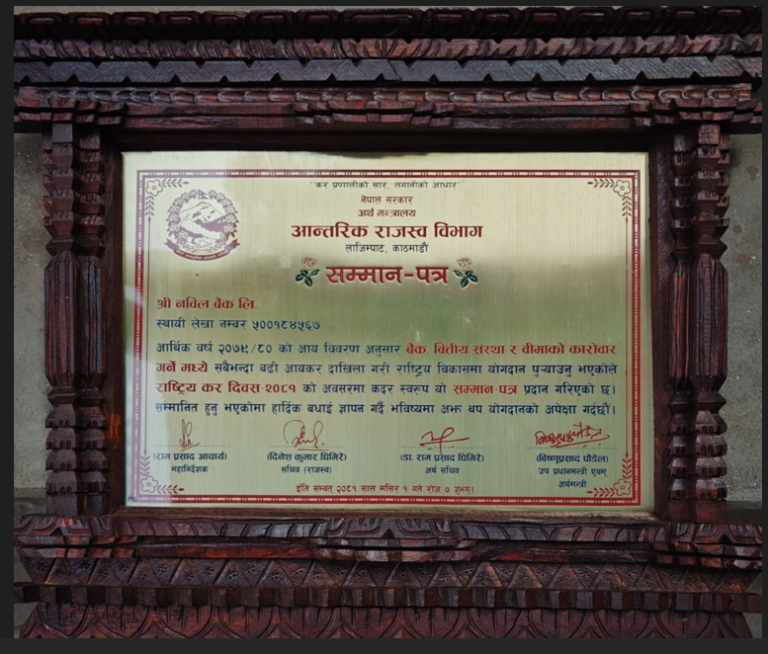 "कर प्रणालीको सार, लगानीको आधार"
नेपाल सरकार
अर्थ मन्त्रालय
आन्तरिक राजस्व विभाग
लाजिम्पाट, काठमाडौं
सम्मान-पत्र
श्री नविल बैंक लि.
स्थायी लेखा नम्बर ५००१८४५६७
आर्थिक वर्ष २०७९/८० को आय विवरण अनुसार बैंक, वित्तीय संस्था र बीमाको कारोवार
गर्ने मध्ये सबैभन्दा बढी आयकर दाखिला गरी राष्ट्रिय विकासमा योगदान पुऱ्याउनु भएकोले
राष्ट्रिय कर दिवस-२०८१ को अवसरमा कदर स्वरुप यो सम्मान-पत्र प्रदान गरिएको छ।
सम्मानित हुनु भएकोमा हार्दिक बधाई ज्ञापन गर्दै भविष्यमा अझ थप योगदानको अपेक्षा गर्दछौं।
(राम प्रसाद आचार्य) (दिनेश कुमार घिमिरे) (डा. राम प्रसाद घिमिरे) (विष्णुप्रसाद पौडेल)
महानिर्देशक सचिव (राजस्व) अर्थ सचिव उप प्रधानमन्त्री एवम्
अर्थमन्त्री
इति सम्वत् २०८१ साल मंसिर १ गते रोज ७ शुभम्।